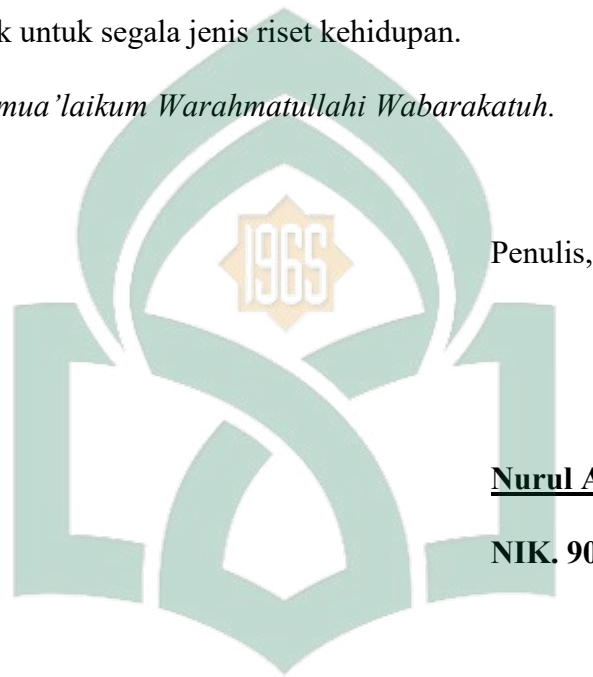 k untuk segala jenis riset kehidupan.
mua’laikum Warahmatullahi Wabarakatuh.
1965
Penulis,
Nurul A
NIK. 90